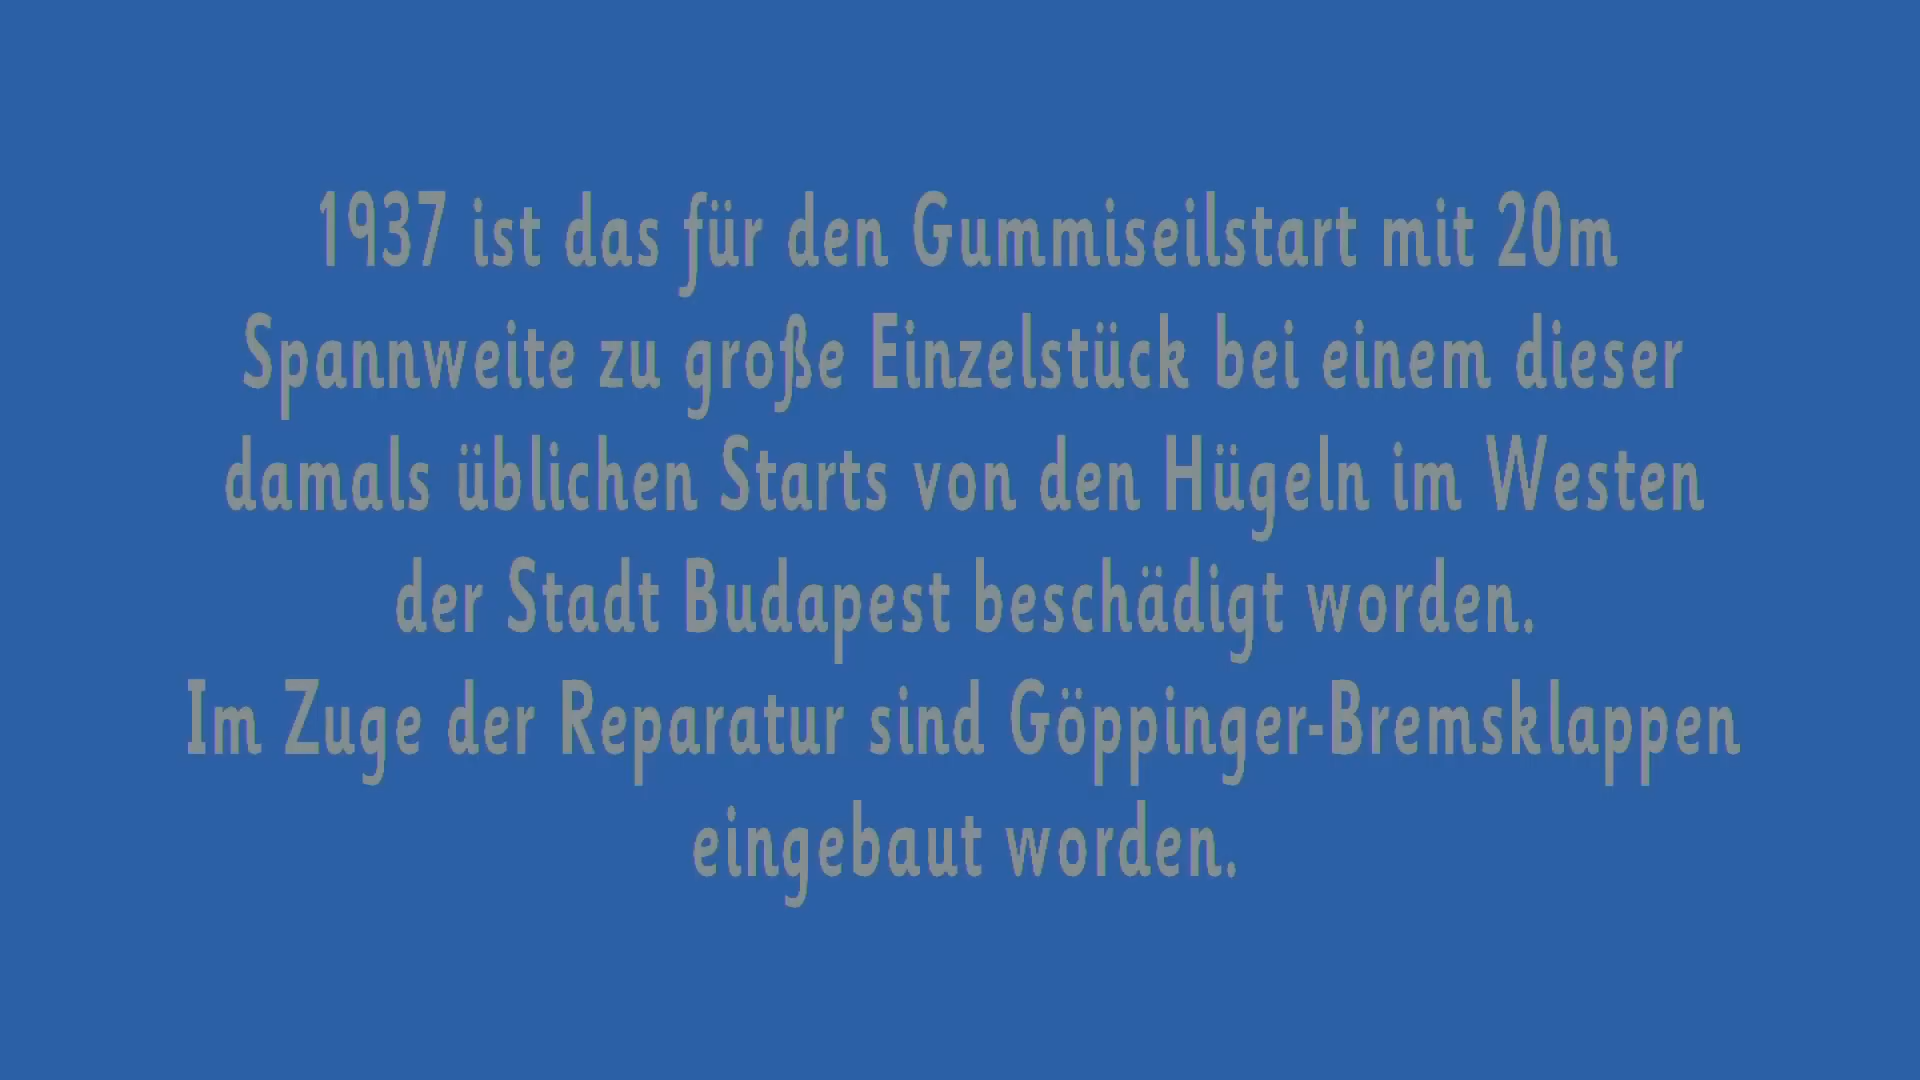 1937 ist das für den Gummiseilstart mit 20m
Spannweite zu große Einzelstück bei einem dieser
damals üblichen Starts von den Hügeln im Westen
der Stadt Budapest beschädigt worden.
Im Zuge der Reparatur sind Göppinger-Bremsklappen
eingebaut worden.